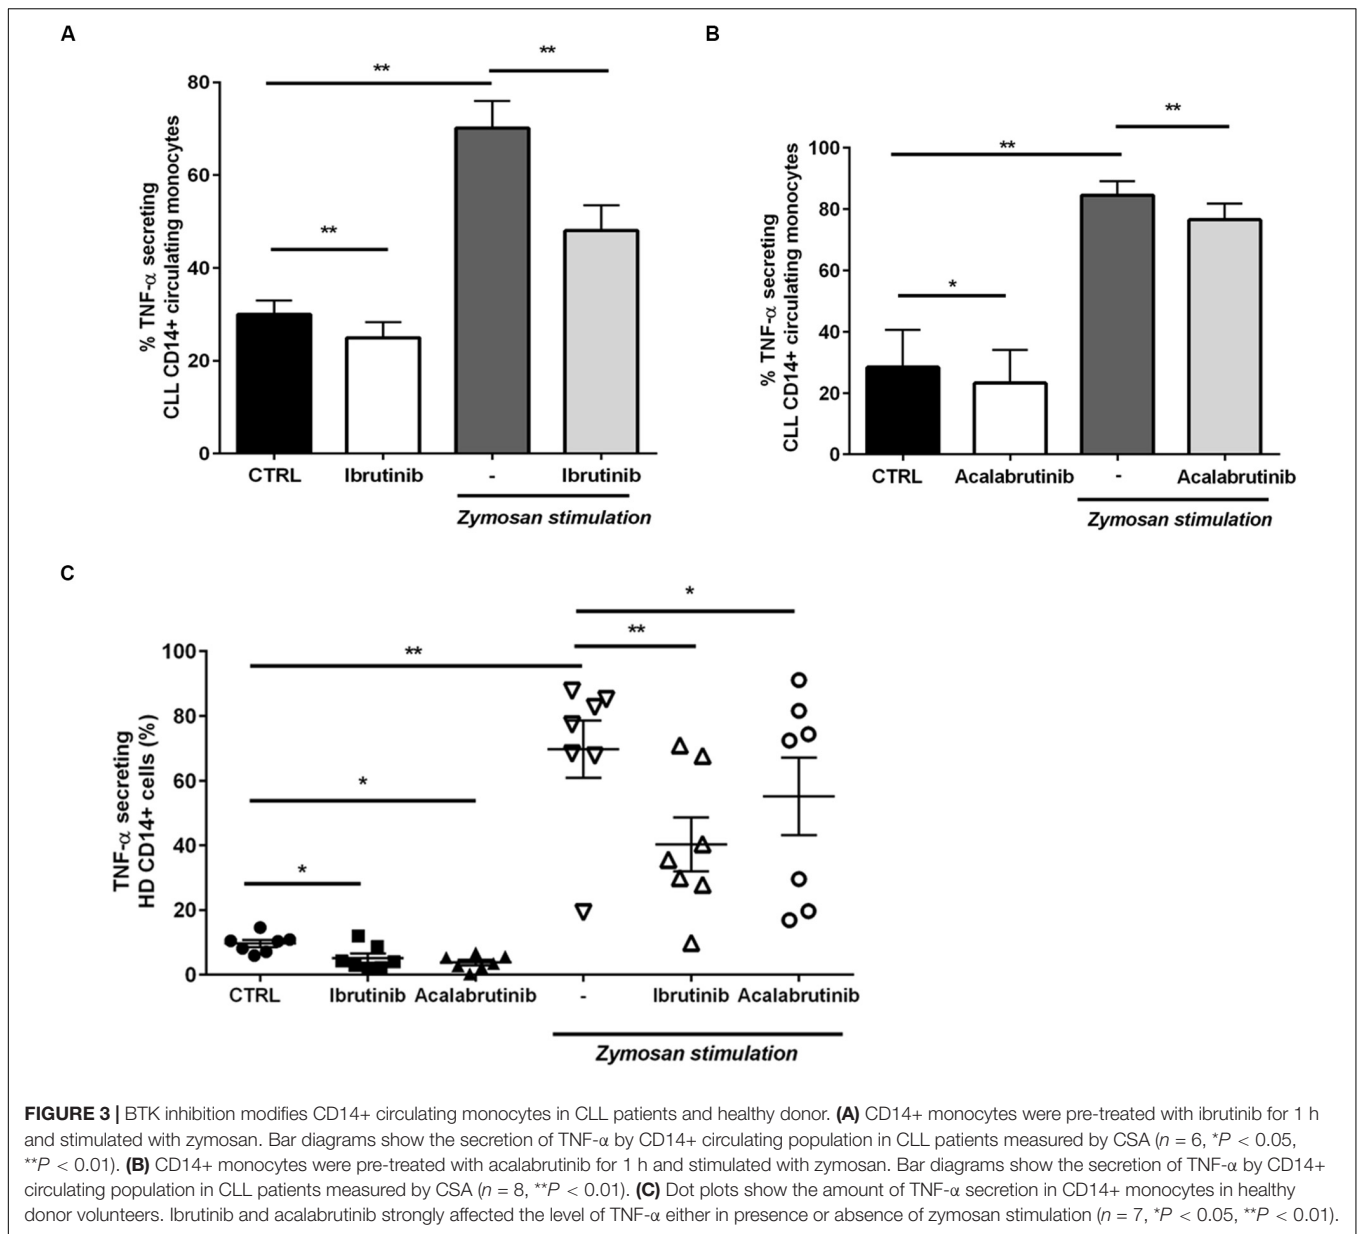 A
**
**
**
80
60
40
20
0
% TNF-α secreting
CLL CD14+ circulating monocytes
CTRL Ibrutinib - Ibrutinib
Zymosan stimulation
B
**
**
*
100
80
60
40
20
0
% TNF-α secreting
CLL CD14+ circulating monocytes
CTRL Acalabrutinib - Acalabrutinib
Zymosan stimulation
C
*
**
**
*
*
100
80
60
40
20
0
TNF-α secreting
HD CD14+ cells (%)
CTRL Ibrutinib Acalabrutinib - Ibrutinib Acalabrutinib
Zymosan stimulation
FIGURE 3 | BTK inhibition modifies CD14+ circulating monocytes in CLL patients and healthy donor. (A) CD14+ monocytes were pre-treated with ibrutinib for 1 h
and stimulated with zymosan. Bar diagrams show the secretion of TNF-α by CD14+ circulating population in CLL patients measured by CSA (n = 6, *P < 0.05,
**P < 0.01). (B) CD14+ monocytes were pre-treated with acalabrutinib for 1 h and stimulated with zymosan. Bar diagrams show the secretion of TNF-α by CD14+
circulating population in CLL patients measured by CSA (n = 8, **P < 0.01). (C) Dot plots show the amount of TNF-α secretion in CD14+ monocytes in healthy
donor volunteers. Ibrutinib and acalabrutinib strongly affected the level of TNF-α either in presence or absence of zymosan stimulation (n = 7, *P < 0.05, **P < 0.01).